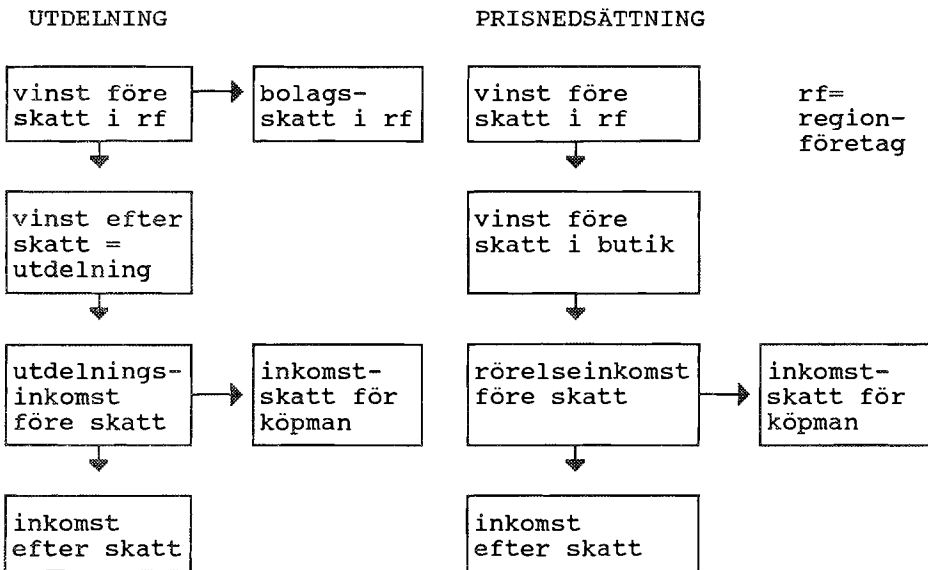 UTDELNING
vinst före
skatt i rf
bolags-
skatt i rf
vinst efter
skatt =
utdelning
utdelnings-
inkomst
före skatt
inkomst-
skatt för
köpman
inkomst
efter skatt
PRISNEDSÄTTNING
vinst före
skatt i rf
vinst före
skatt i butik
rörelseinkomst
före skatt
inkomst-
skatt för
köpman
inkomst
efter skatt
rf=
region-
företag